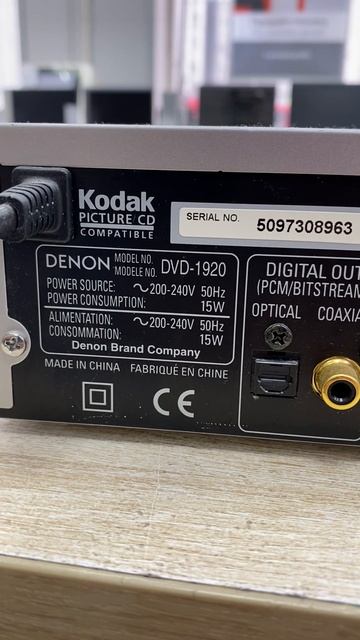 Kodak
PICTURE CD
COMPATIBLE
SERIAL NO.
5097308963
DENON MODEL NO. DVD-1920
MODELE NO.
POWER SOURCE: ~200-240V 50Hz
POWER CONSUMPTION: 15W
ALIMENTATION: ~200-240V 50Hz
CONSOMMATION: 15W
Denon Brand Company
MADE IN CHINA FABRIQUÉ EN CHINE
CE
DIGITAL OUT
(PCM/BITSTREAM
OPTICAL COAXIA